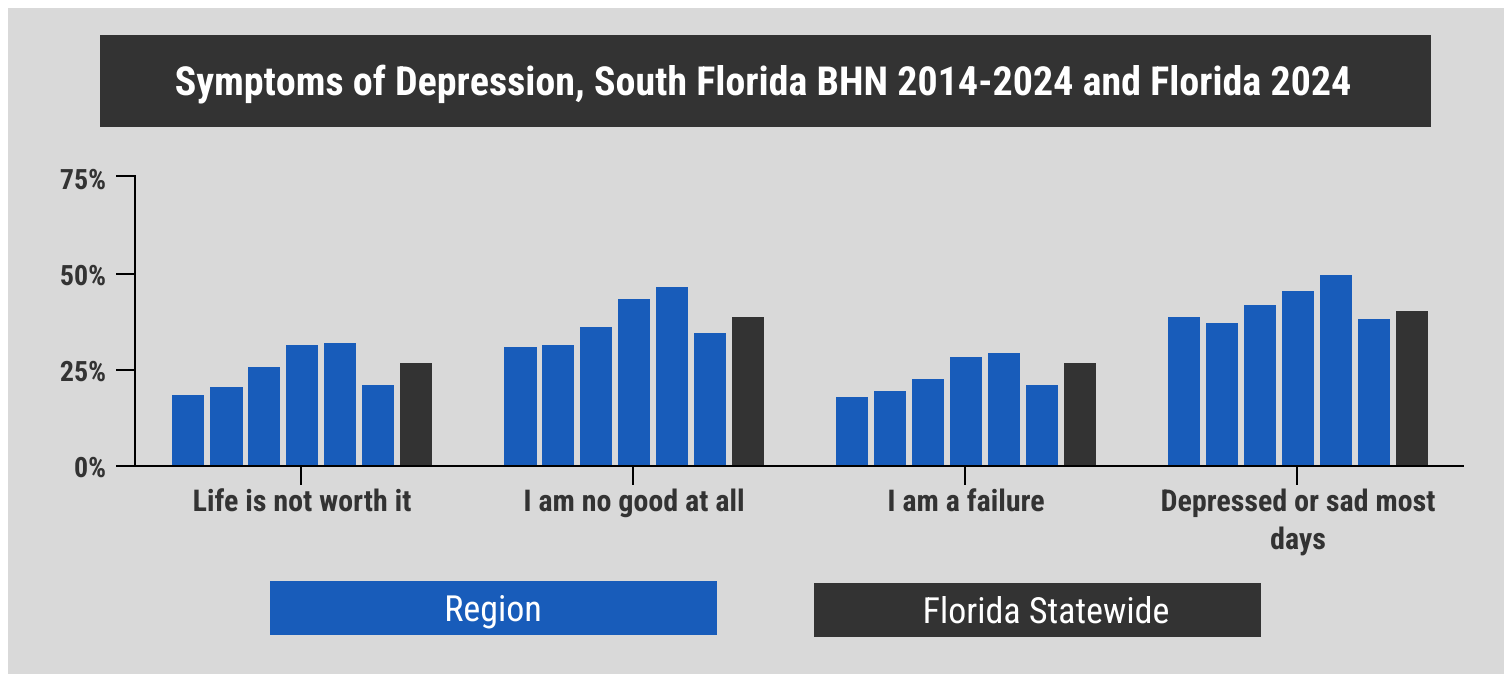 Symptoms of Depression, South Florida BHN 2014-2024 and Florida 2024
75%
50%
25%
0%
Life is not worth it
I am no good at all
I am a failure
Depressed or sad most
days
Region
Florida Statewide